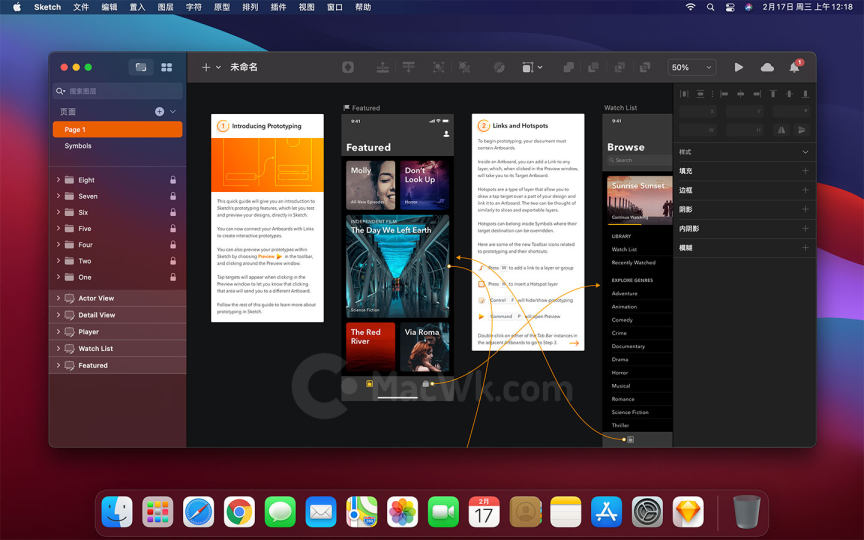 Sketch 文件 编辑 置入 图层 字符 原型 排列 插件 视图 窗口 帮助 2月17日 周三 上午 12:18
未命名
50%
1
搜索图层
页面
Page 1
Symbols
Eight
Seven
Six
Five
Four
Two
One
Actor View
Detail View
Player
Watch List
Featured
1 Introducing Prototyping
This quick guide will give you an introduction to
Sketch's prototyping features, which let you test
and preview your designs, directly in Sketch.
You can now connect your Artboards with Links
to create interactive prototypes.
You can also preview your prototypes within
Sketch by choosing Preview in the toolbar,
and clicking around the Preview window.
Tap targets will appear when clicking in the
Preview window to let you know that clicking
that area will send you to a different Artboard.
Follow the rest of this guide to learn more about
prototyping in Sketch.
Featured
9:41
Featured
Molly
All-New Episodes
Don't
Look Up
Horror
INDEPENDENT FILM
The Day We Left Earth
Science Fiction
The Red
River
Via Roma
2 Links and Hotspots
To begin prototyping, your document must
contain Artboards.
Inside an Artboard, you can add a Link to any
layer, which, when clicked in the Preview window,
will take you to its Target Artboard.
Hotspots are a type of layer that allow you to
draw a tap target over a part of your design and
link it to an Artboard. The two can be thought of
similarly to slices and exportable layers.
Hotspots can belong inside Symbols where their
target destination can be overridden.
Here are some of the new Toolbar icons related
to prototyping and their shortcuts.
Press W to add a link to a layer or group
Press H to insert a Hotspot layer
Control F will hide/show prototyping
Command P will open Preview
Double-click on either of the Tab Bar instances in
the adjacent Artboards to go to Step 3.
Watch List
9:41
Browse
Search
Sunrise Sunset
Continue Watching
LIBRARY
Watch List
Recently Watched
EXPLORE GENRES
Adventure
Animation
Comedy
Crime
Documentary
Drama
Horror
Musical
Romance
Science Fiction
Thriller
样式
填充
边框
阴影
内阴影
模糊
MacWk.com
2月
17